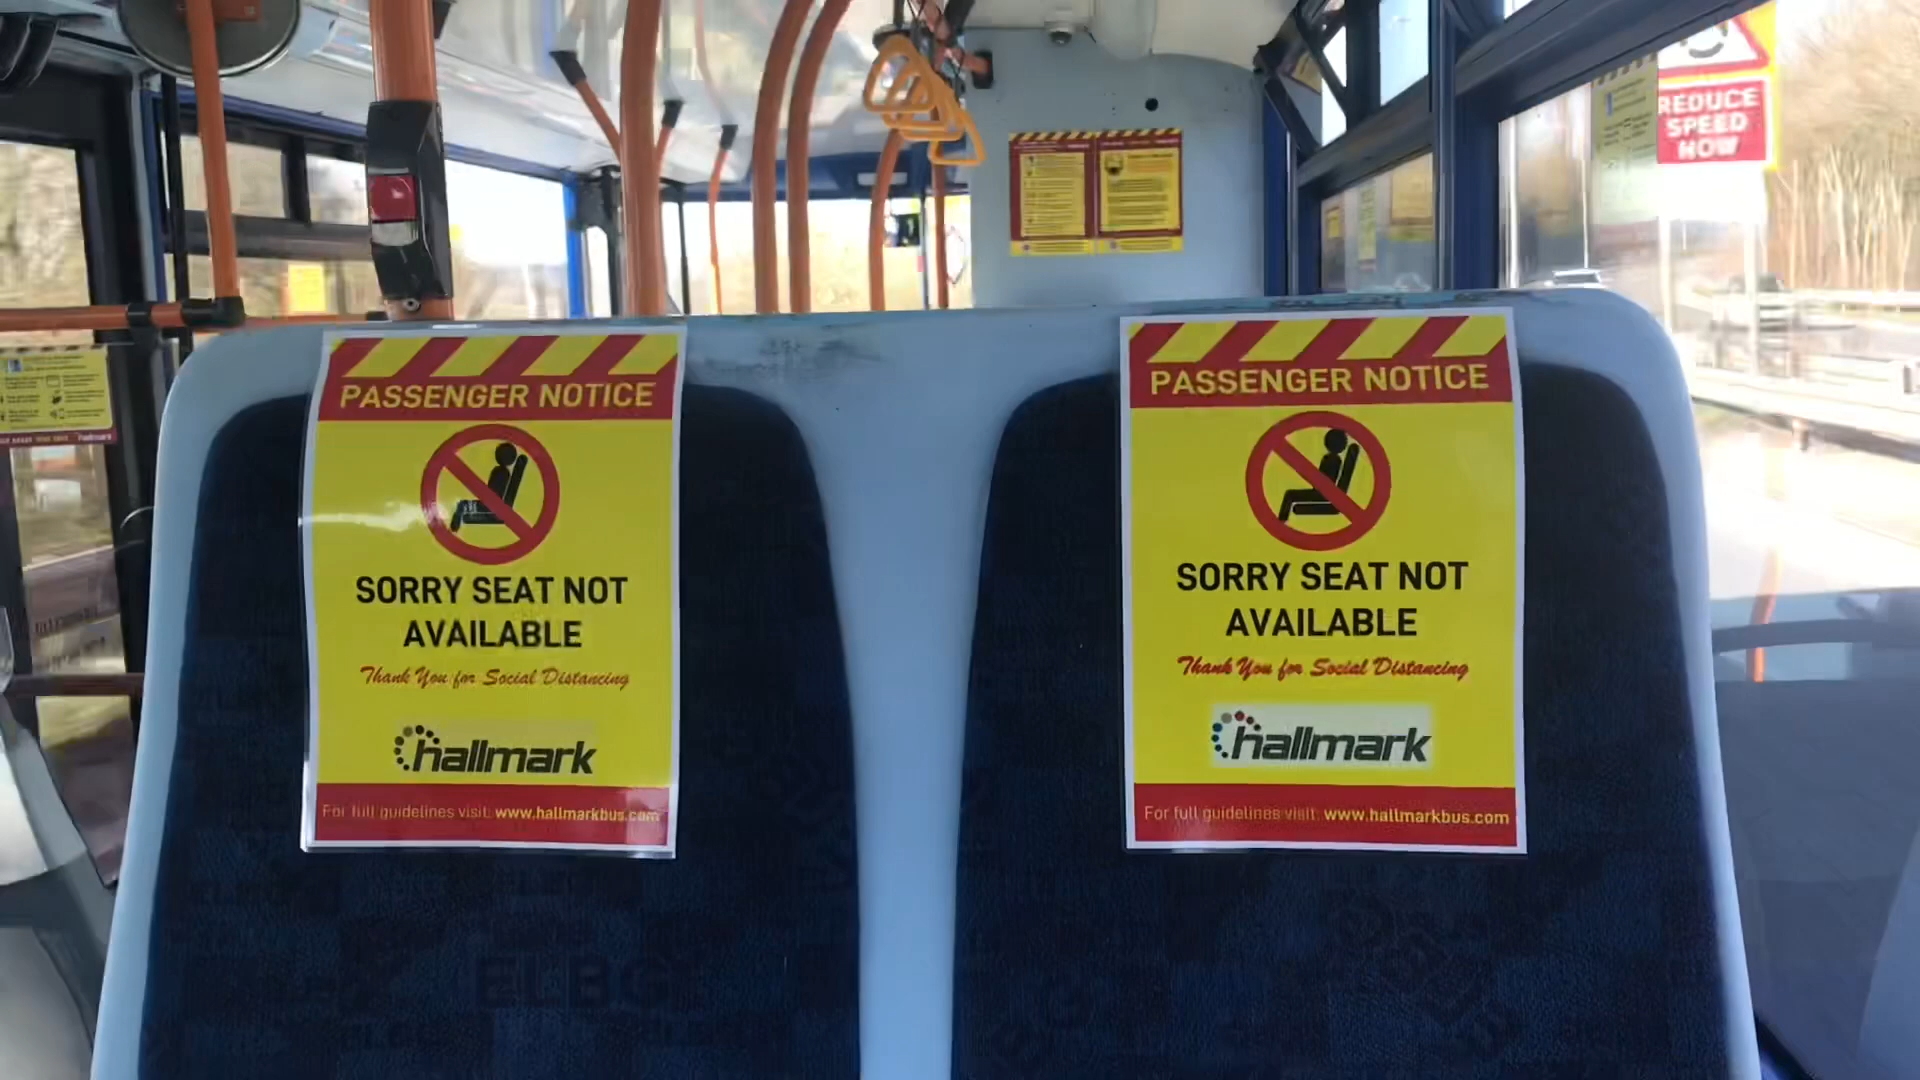 REDUCE
SPEED
NOW
PASSENGER NOTICE
SORRY SEAT NOT
AVAILABLE
Thank You for Social Distancing
hallmark
For full guidelines visit: www.hallmarkbus.com
PASSENGER NOTICE
SORRY SEAT NOT
AVAILABLE
Thank You for Social Distancing
hallmark
For full guidelines visit: www.hallmarkbus.com
hallmark